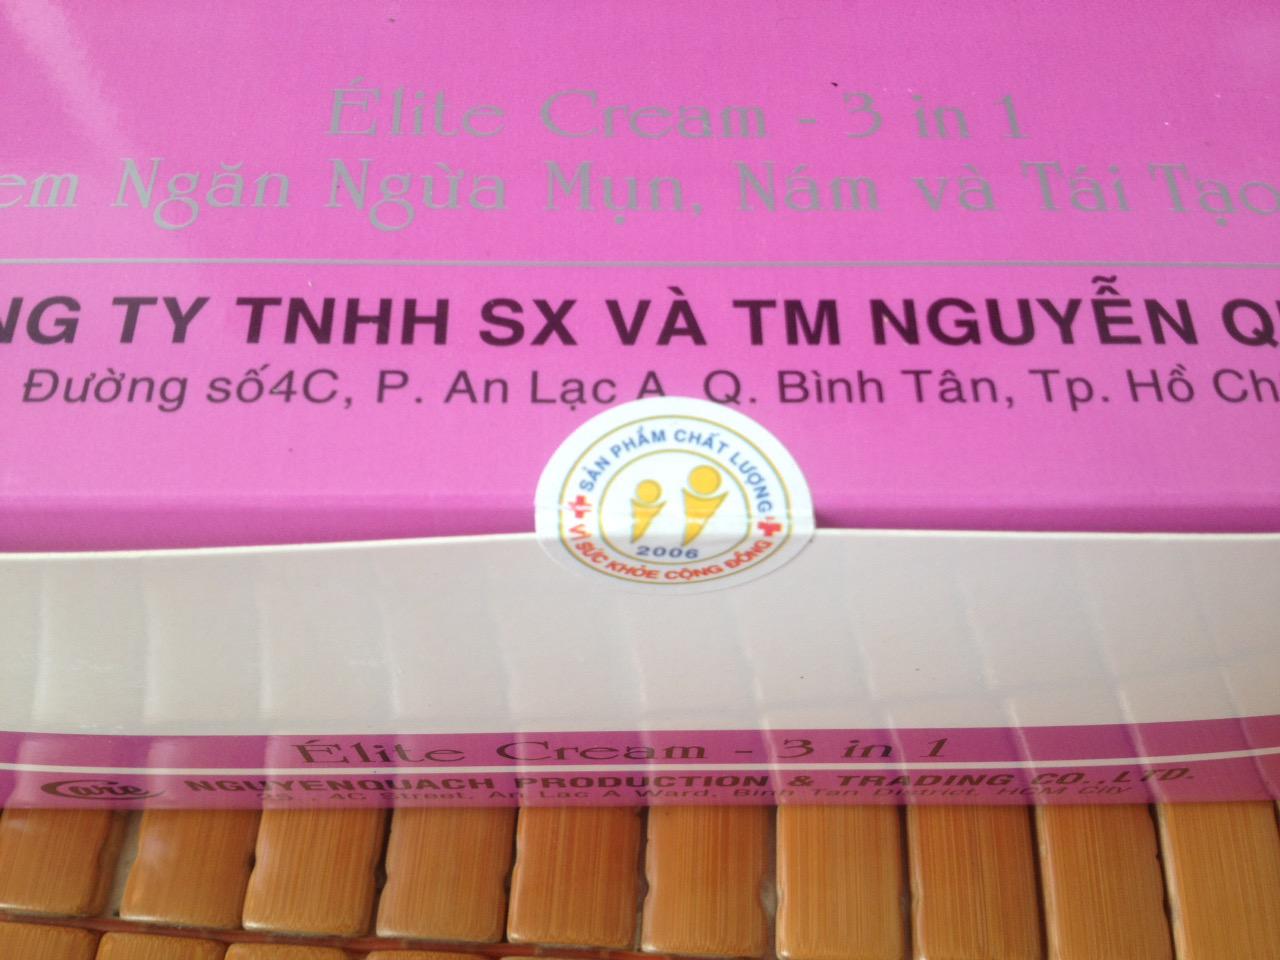 Élite Cream - 3 in 1
em Ngăn Ngừa Mụn, Nám và Tái Tạo
NG TY TNHH SX VÀ TM NGUYỄN Q
Đường số4C, P. An Lạc A Q. Bình Tân, Tp. Hồ Ch
SẢN PHẨM CHẤT LƯỢNG
2006
VÌ SỨC KHỎE CỘNG ĐỒNG
Élite Cream - 3 in 1
Care NGUYENQUACH PRODUCTION & TRADING CO.,LTD.
4C Street, An Lac A Ward, Binh Tan District, HCM City